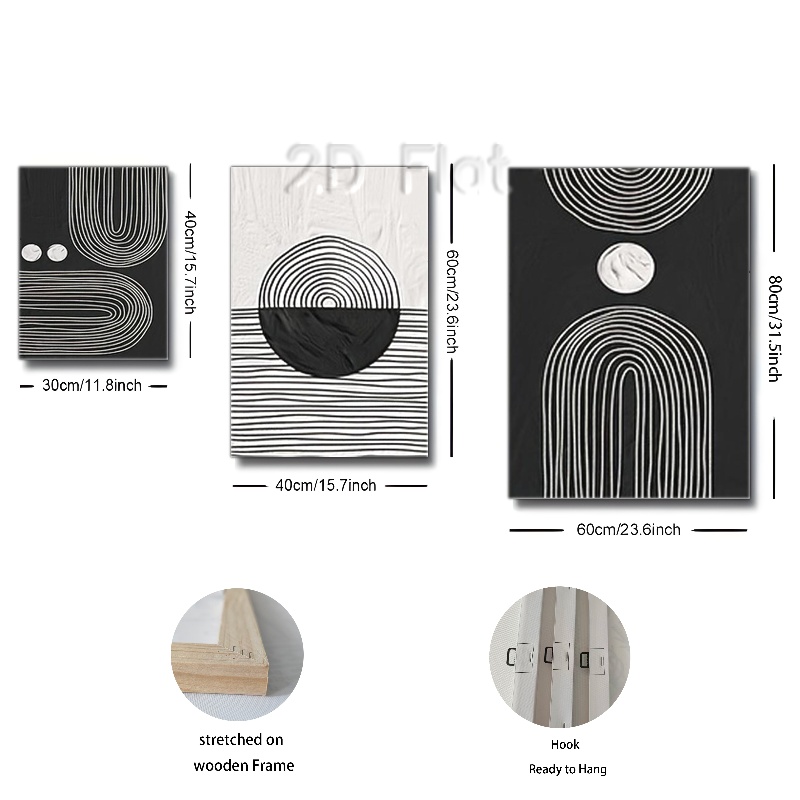 2D Flat
40cm/15.7inch
30cm/11.8inch
60cm/23.6inch
40cm/15.7inch
80cm/31.5inch
60cm/23.6inch
stretched on
wooden Frame
Hook
Ready to Hang